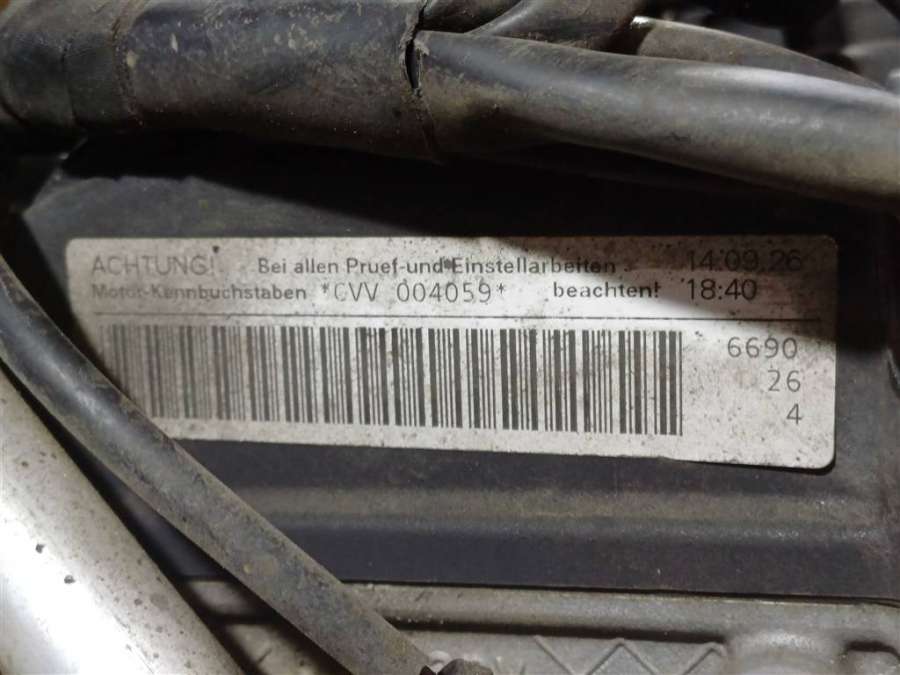 ACHTUNG! Bei allen Pruef-und Einstellarbeiten 14.09.26
Motor-Kennbuchstaben *CVV 004059* beachten! 18:40
6690
26
4